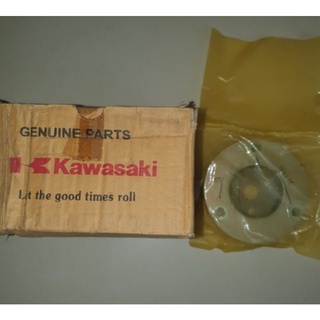 GENUINE PARTS
Kawasaki
Let the good times roll